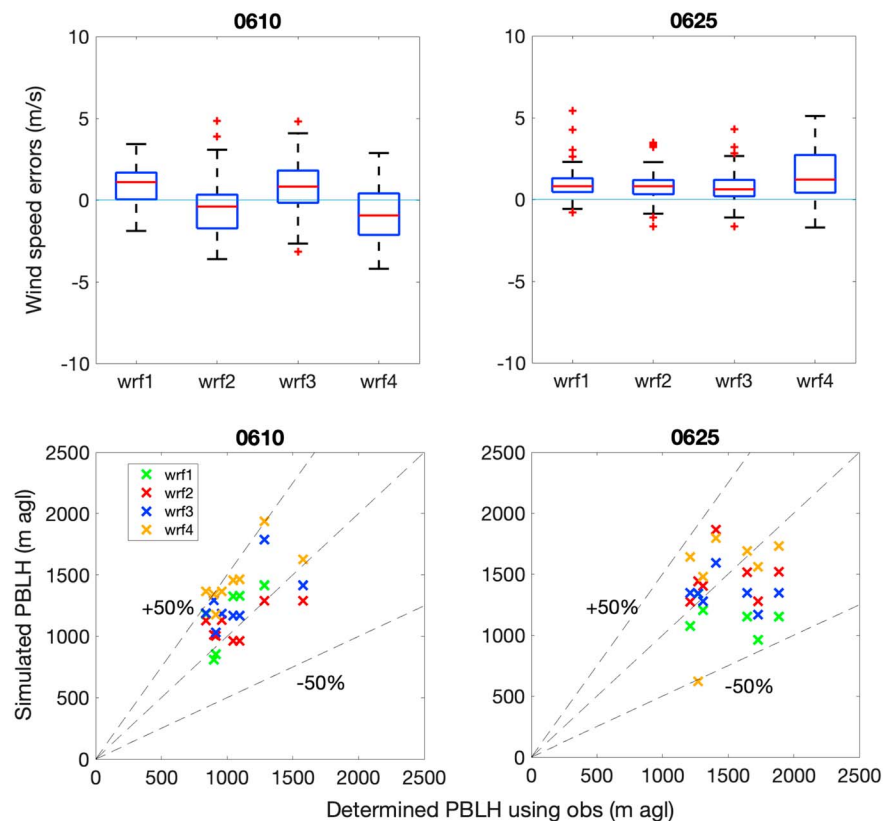 0610
0625
Wind speed errors (m/s)
10
5
0
-5
-10
wrf1 wrf2 wrf3 wrf4
10
5
0
-5
-10
wrf1 wrf2 wrf3 wrf4
0610
0625
Simulated PBLH (m agl)
2500
2000
1500
1000
500
0
wrf1
wrf2
wrf3
wrf4
+50%
-50%
0 500 1000 1500 2000 2500
2500
2000
1500
1000
500
0
+50%
-50%
0 500 1000 1500 2000 2500
Determined PBLH using obs (m agl)